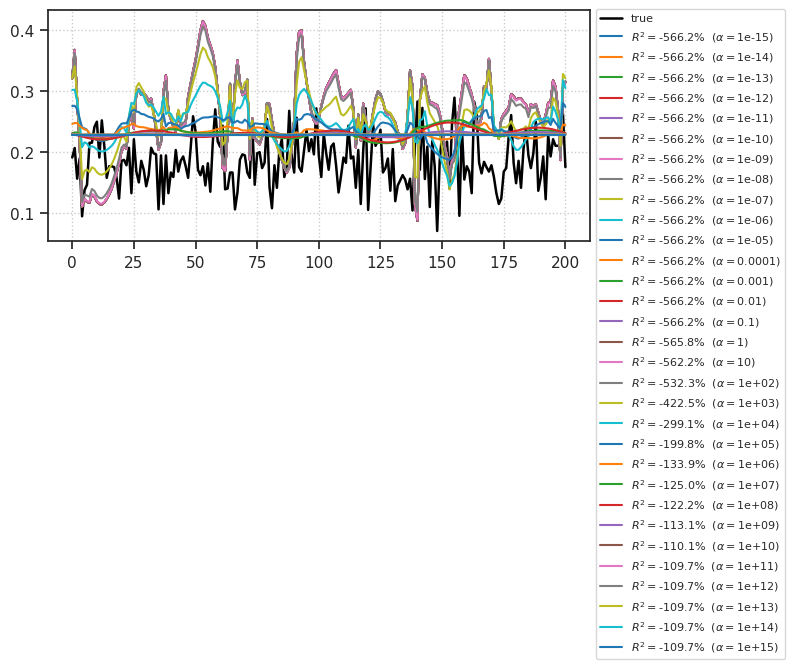 0.4
0.3
0.2
0.1
0 25 50 75 100 125 150 175 200
true
R² = -566.2% (α = 1e-15)
R² = -566.2% (α = 1e-14)
R² = -566.2% (α = 1e-13)
R² = -566.2% (α = 1e-12)
R² = -566.2% (α = 1e-11)
R² = -566.2% (α = 1e-10)
R² = -566.2% (α = 1e-09)
R² = -566.2% (α = 1e-08)
R² = -566.2% (α = 1e-07)
R² = -566.2% (α = 1e-06)
R² = -566.2% (α = 1e-05)
R² = -566.2% (α = 0.0001)
R² = -566.2% (α = 0.001)
R² = -566.2% (α = 0.01)
R² = -566.2% (α = 0.1)
R² = -565.8% (α = 1)
R² = -562.2% (α = 10)
R² = -532.3% (α = 1e+02)
R² = -422.5% (α = 1e+03)
R² = -299.1% (α = 1e+04)
R² = -199.8% (α = 1e+05)
R² = -133.9% (α = 1e+06)
R² = -125.0% (α = 1e+07)
R² = -122.2% (α = 1e+08)
R² = -113.1% (α = 1e+09)
R² = -110.1% (α = 1e+10)
R² = -109.7% (α = 1e+11)
R² = -109.7% (α = 1e+12)
R² = -109.7% (α = 1e+13)
R² = -109.7% (α = 1e+14)
R² = -109.7% (α = 1e+15)